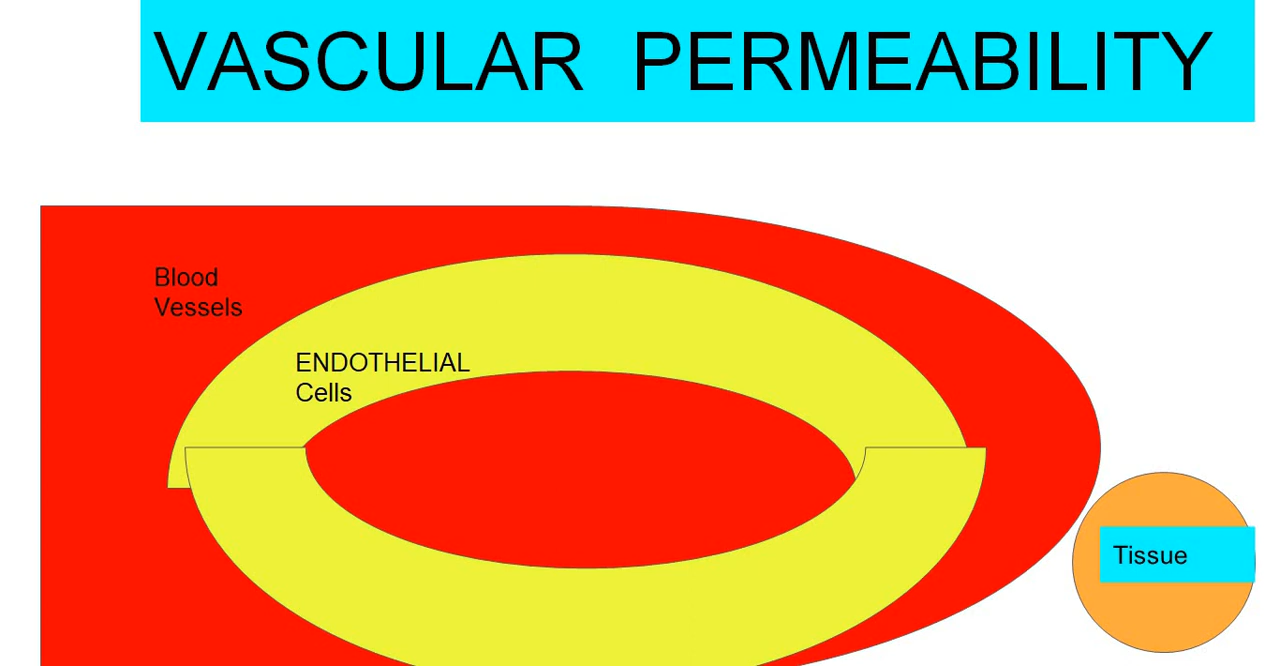 VASCULAR PERMEABILITY
Blood
Vessels
ENDOTHELIAL
Cells
Tissue